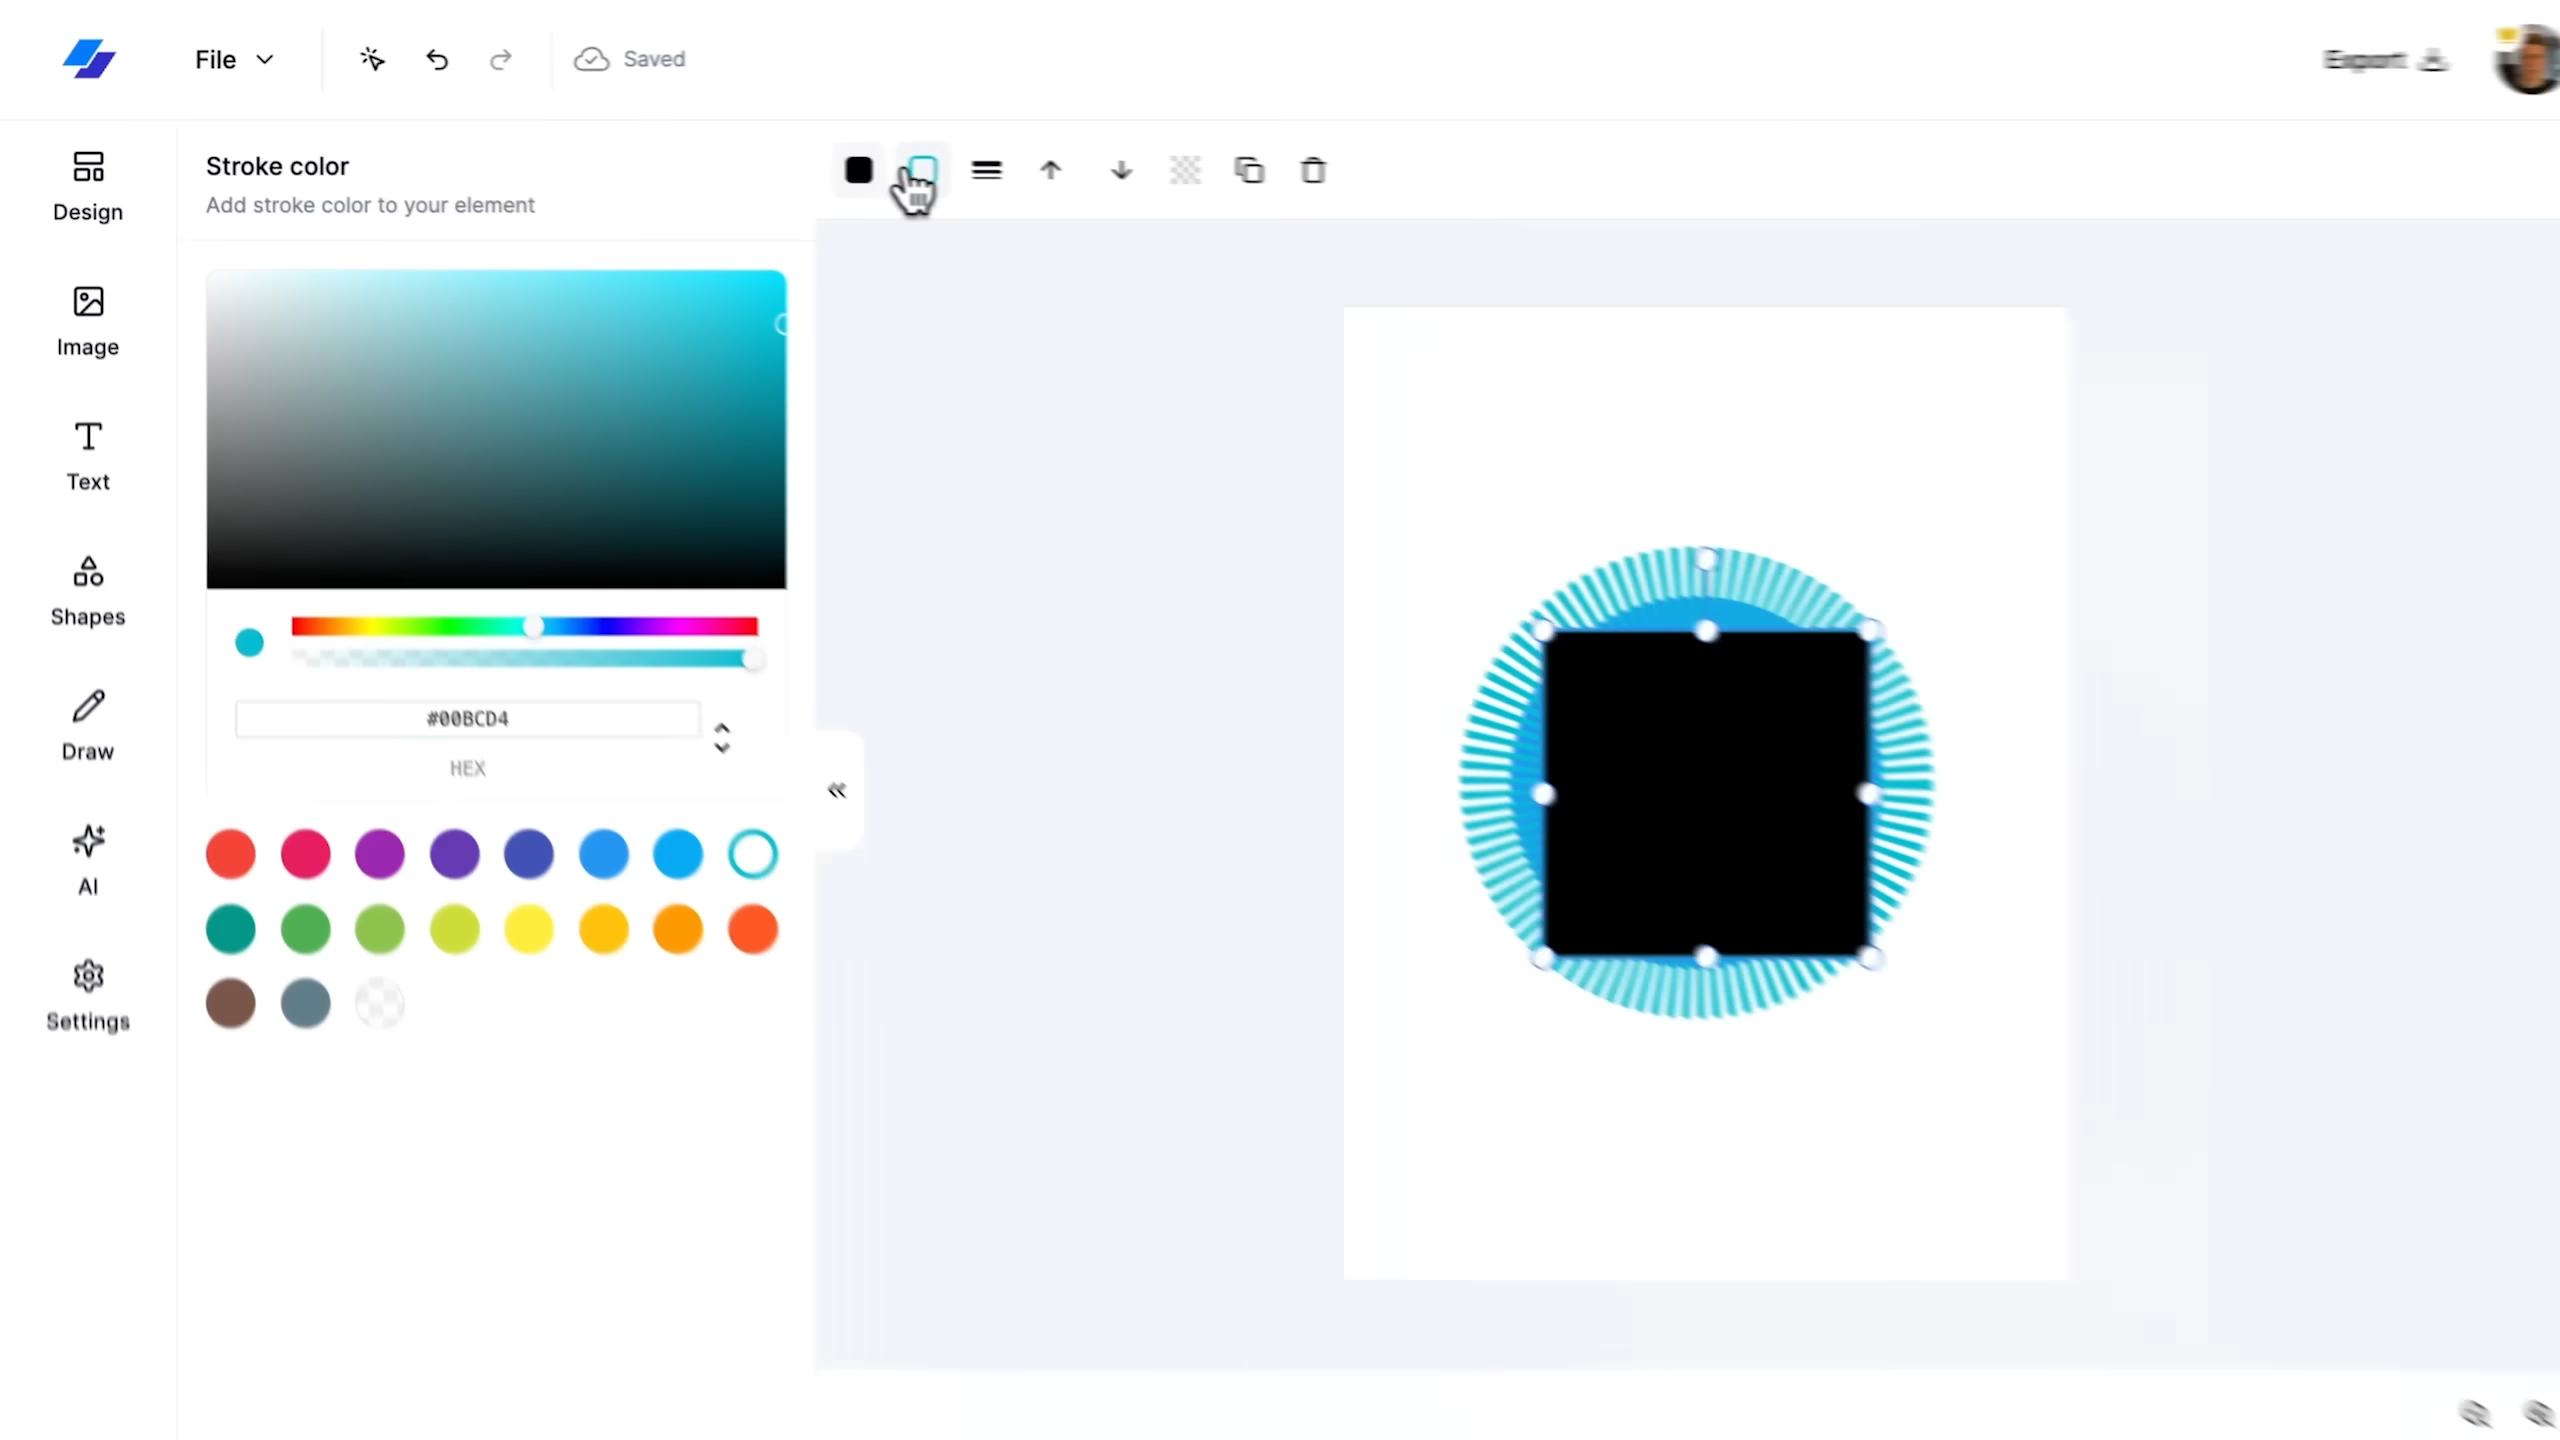 File
Saved
Export
Design
Image
Text
Shapes
Draw
AI
Settings
Stroke color
Add stroke color to your element
#00BCD4
HEX